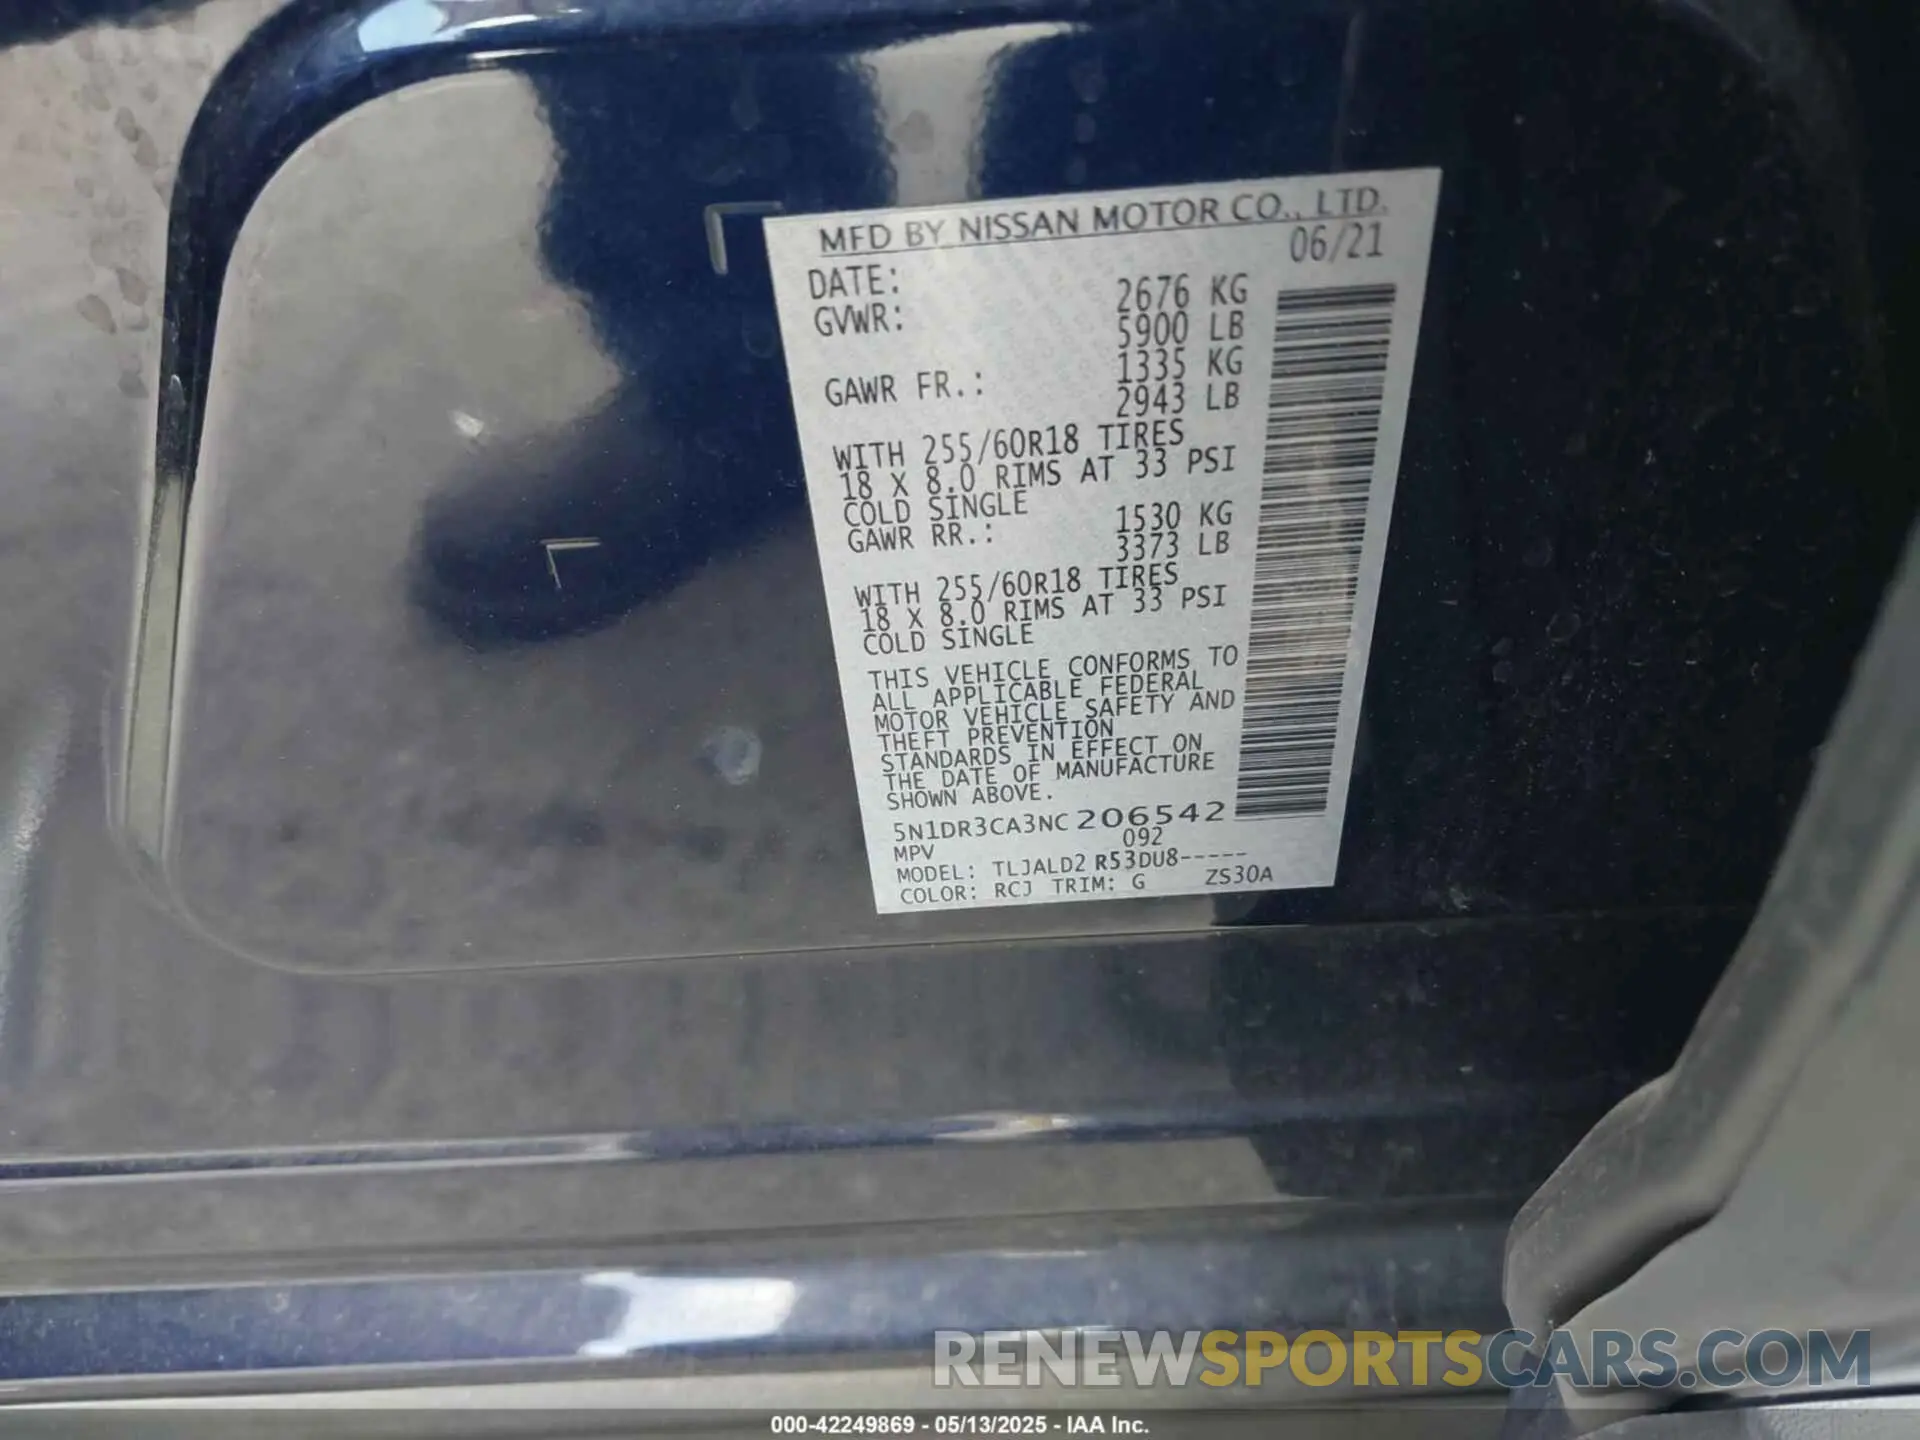 MFD BY NISSAN MOTOR CO., LTD.
DATE: 06/21
GVWR: 2676 KG
5900 LB
GAWR FR.: 1335 KG
2943 LB
WITH 255/60R18 TIRES
18 X 8.0 RIMS AT 33 PSI
COLD SINGLE
GAWR RR.: 1530 KG
3373 LB
WITH 255/60R18 TIRES
18 X 8.0 RIMS AT 33 PSI
COLD SINGLE
THIS VEHICLE CONFORMS TO
ALL APPLICABLE FEDERAL
MOTOR VEHICLE SAFETY AND
THEFT PREVENTION
STANDARDS IN EFFECT ON
THE DATE OF MANUFACTURE
SHOWN ABOVE.
5N1DR3CA3NC 206542
MPV 092
MODEL: TLJALD2 R53DU8-----
COLOR: RCJ TRIM: G ZS30A
RENEWSPORTSCARS.COM
000-42249869 - 05/13/2025 - IAA Inc.